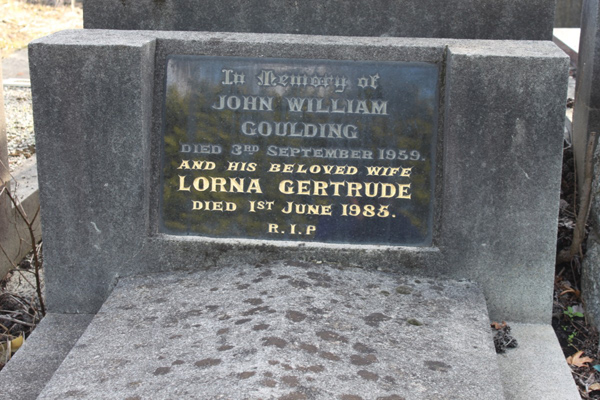 In Memory of
JOHN WILLIAM
GOULDING
DIED 3RD SEPTEMBER 1959.
AND HIS BELOVED WIFE
LORNA GERTRUDE
DIED 1ST JUNE 1985.
R.I.P